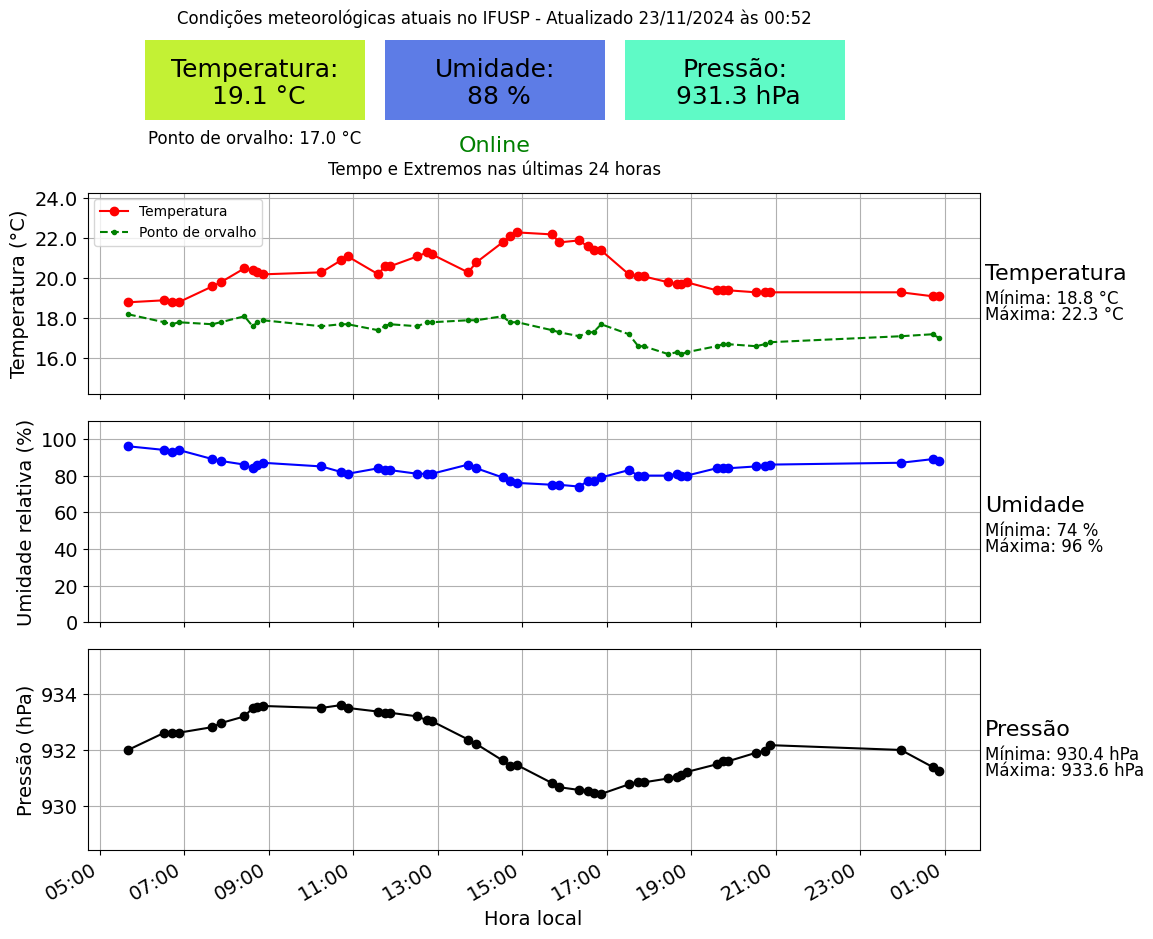 Condições meteorológicas atuais no IFUSP - Atualizado 23/11/2024 às 00:52
Temperatura:
19.1 °C
Umidade:
88 %
Pressão:
931.3 hPa
Ponto de orvalho: 17.0 °C
Online
Tempo e Extremos nas últimas 24 horas
Temperatura (°C)
24.0
22.0
20.0
18.0
16.0
Temperatura
Ponto de orvalho
Temperatura
Mínima: 18.8 °C
Máxima: 22.3 °C
Umidade relativa (%)
100
80
60
40
20
0
Umidade
Mínima: 74 %
Máxima: 96 %
Pressão (hPa)
934
932
930
Pressão
Mínima: 930.4 hPa
Máxima: 933.6 hPa
05:00
07:00
09:00
11:00
13:00
15:00
17:00
19:00
21:00
23:00
01:00
Hora local